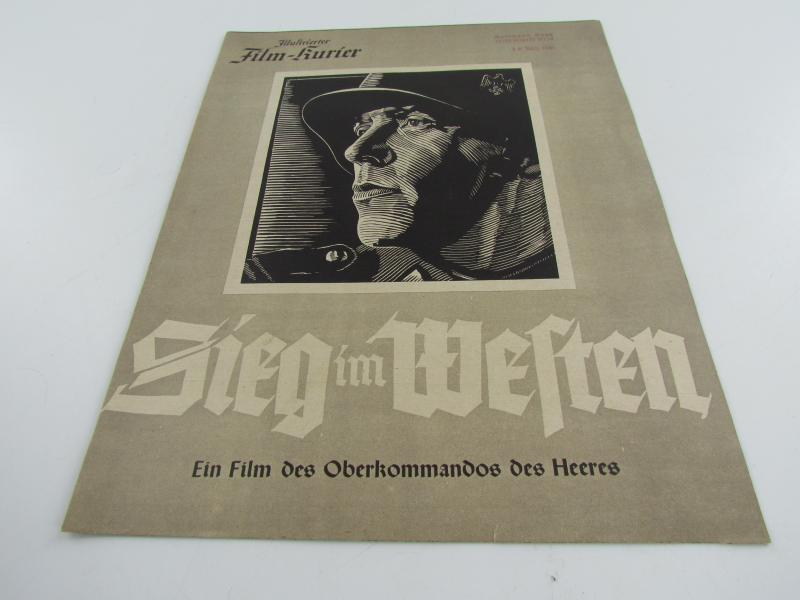 Illustrierter
Film-Kurier
Sieg im Westen
Ein Film des Oberkommandos des Heeres